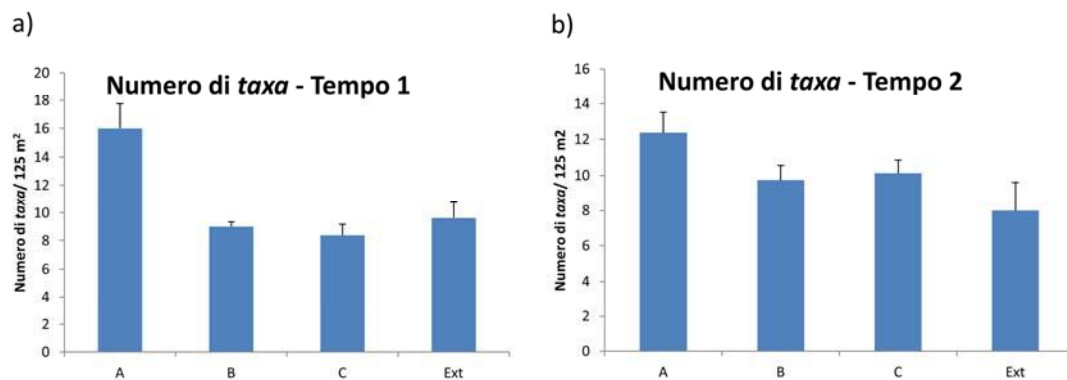 a)
Numero di taxa - Tempo 1
Numero di taxa/ 125 m²
20
18
16
14
12
10
8
6
4
2
0
A B C Ext
b)
Numero di taxa - Tempo 2
Numero di taxa/ 125 m2
16
14
12
10
8
6
4
2
0
A B C Ext